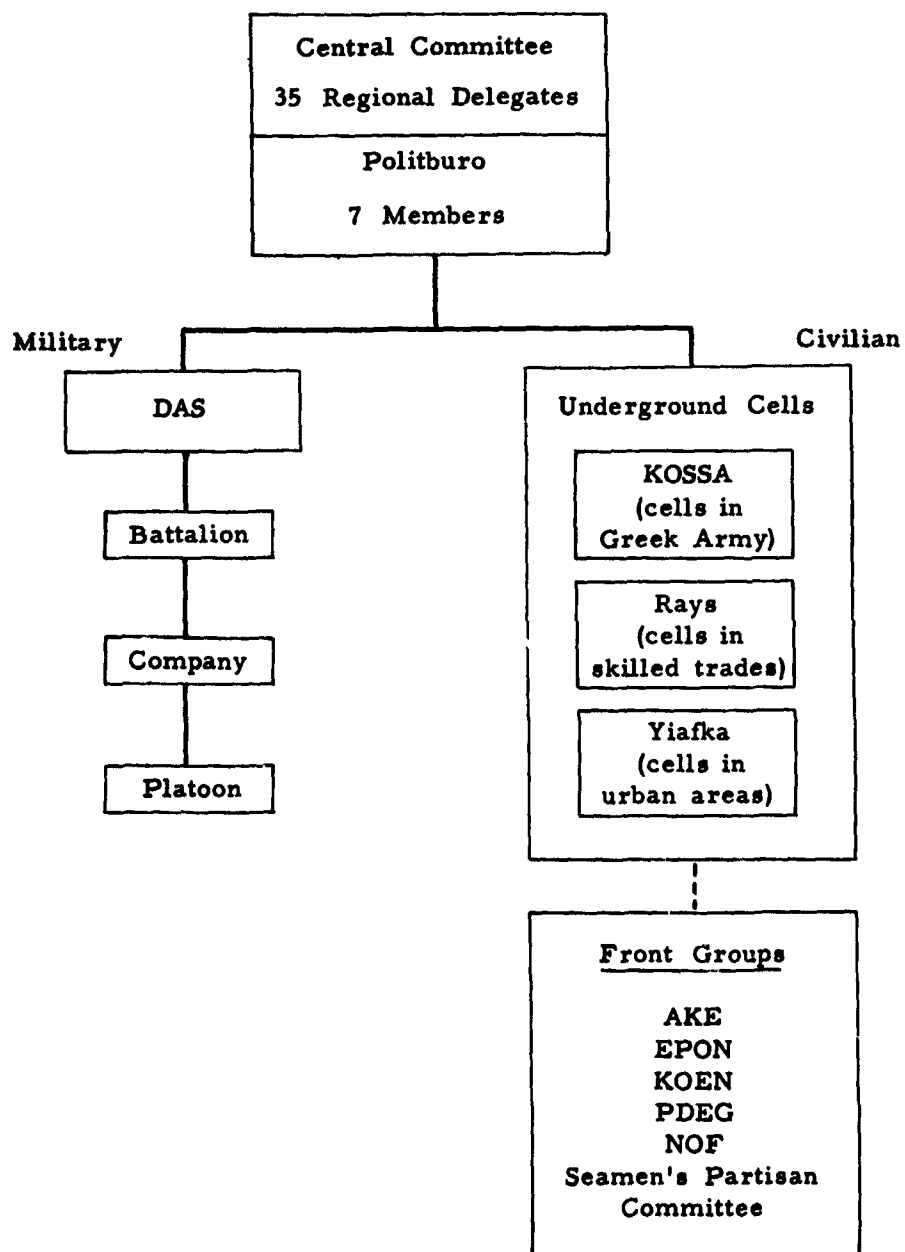 Central Committee
35 Regional Delegates
Politburo
7 Members
Military
Civilian
DAS
Battalion
Company
Platoon
Underground Cells
KOSSA
(cells in
Greek Army)
Rays
(cells in
skilled trades)
Yiafka
(cells in
urban areas)
Front Groups
AKE
EPON
KOEN
PDEG
NOF
Seamen's Partisan
Committee